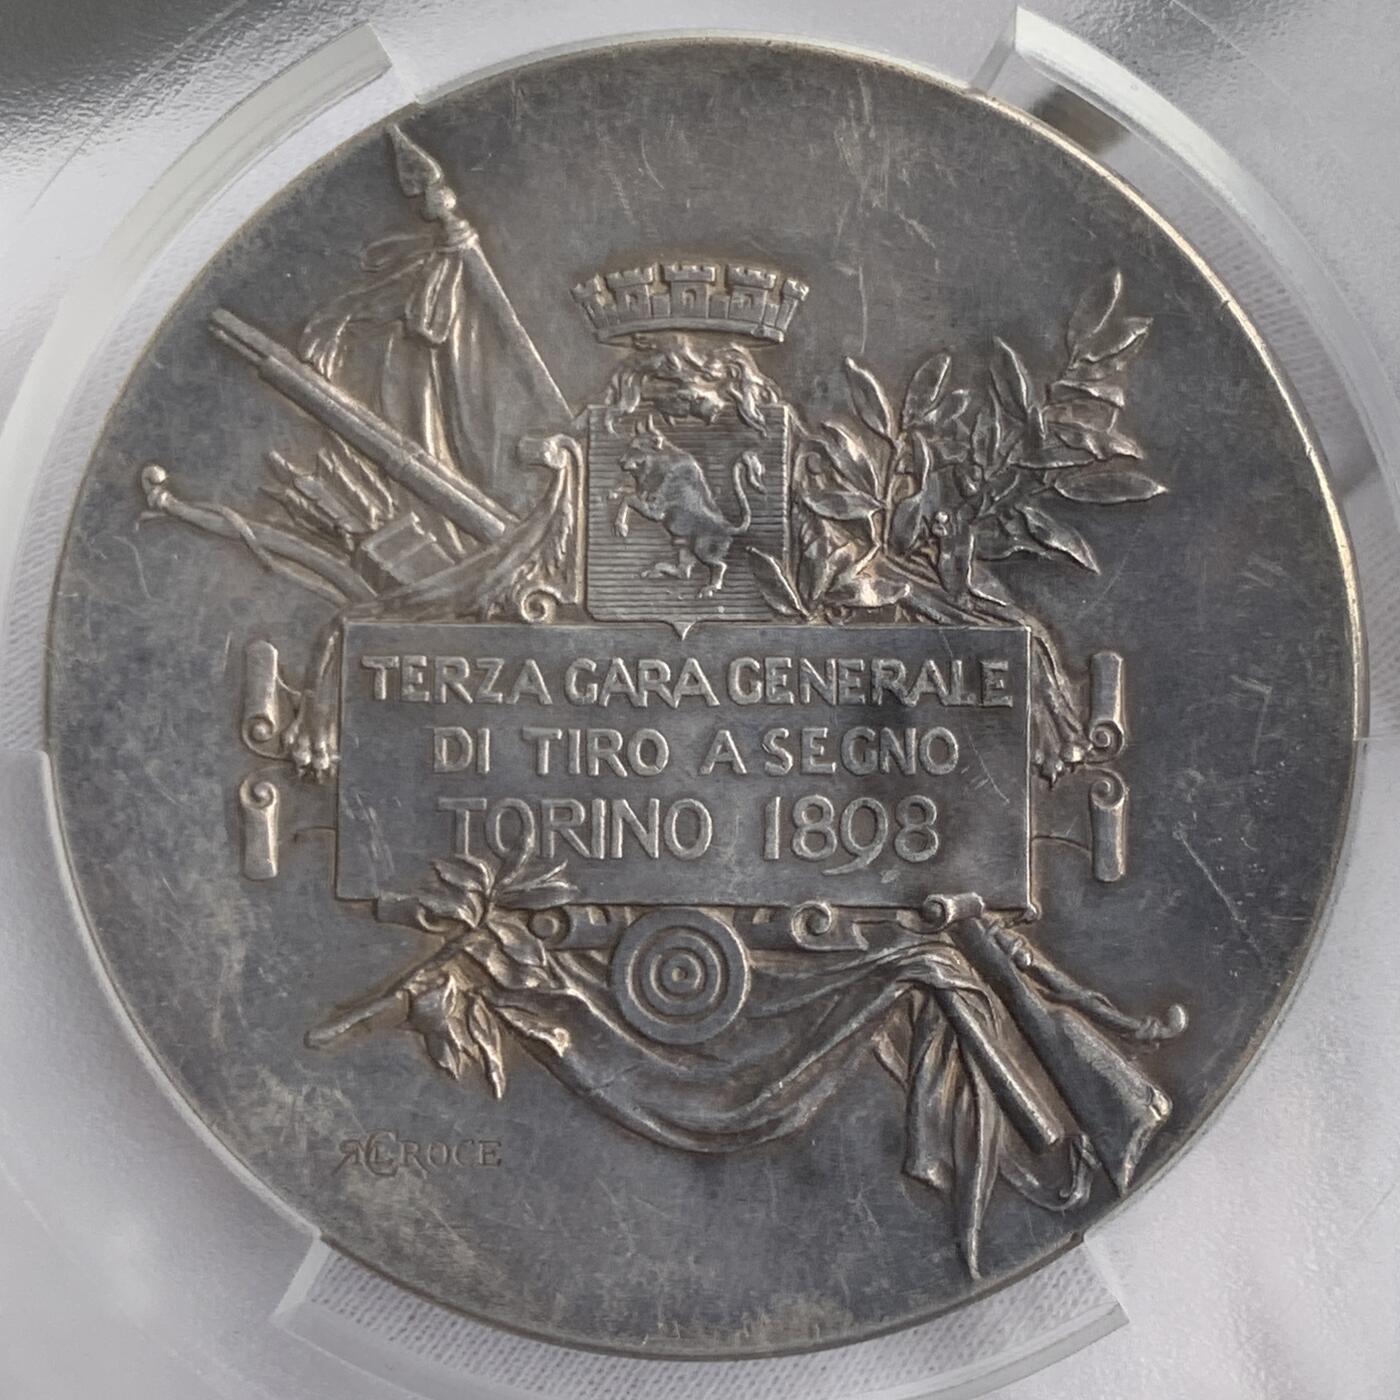 TERZA GARA GENERALE
DI TIRO A SEGNO
TORINO 1898
CROCE